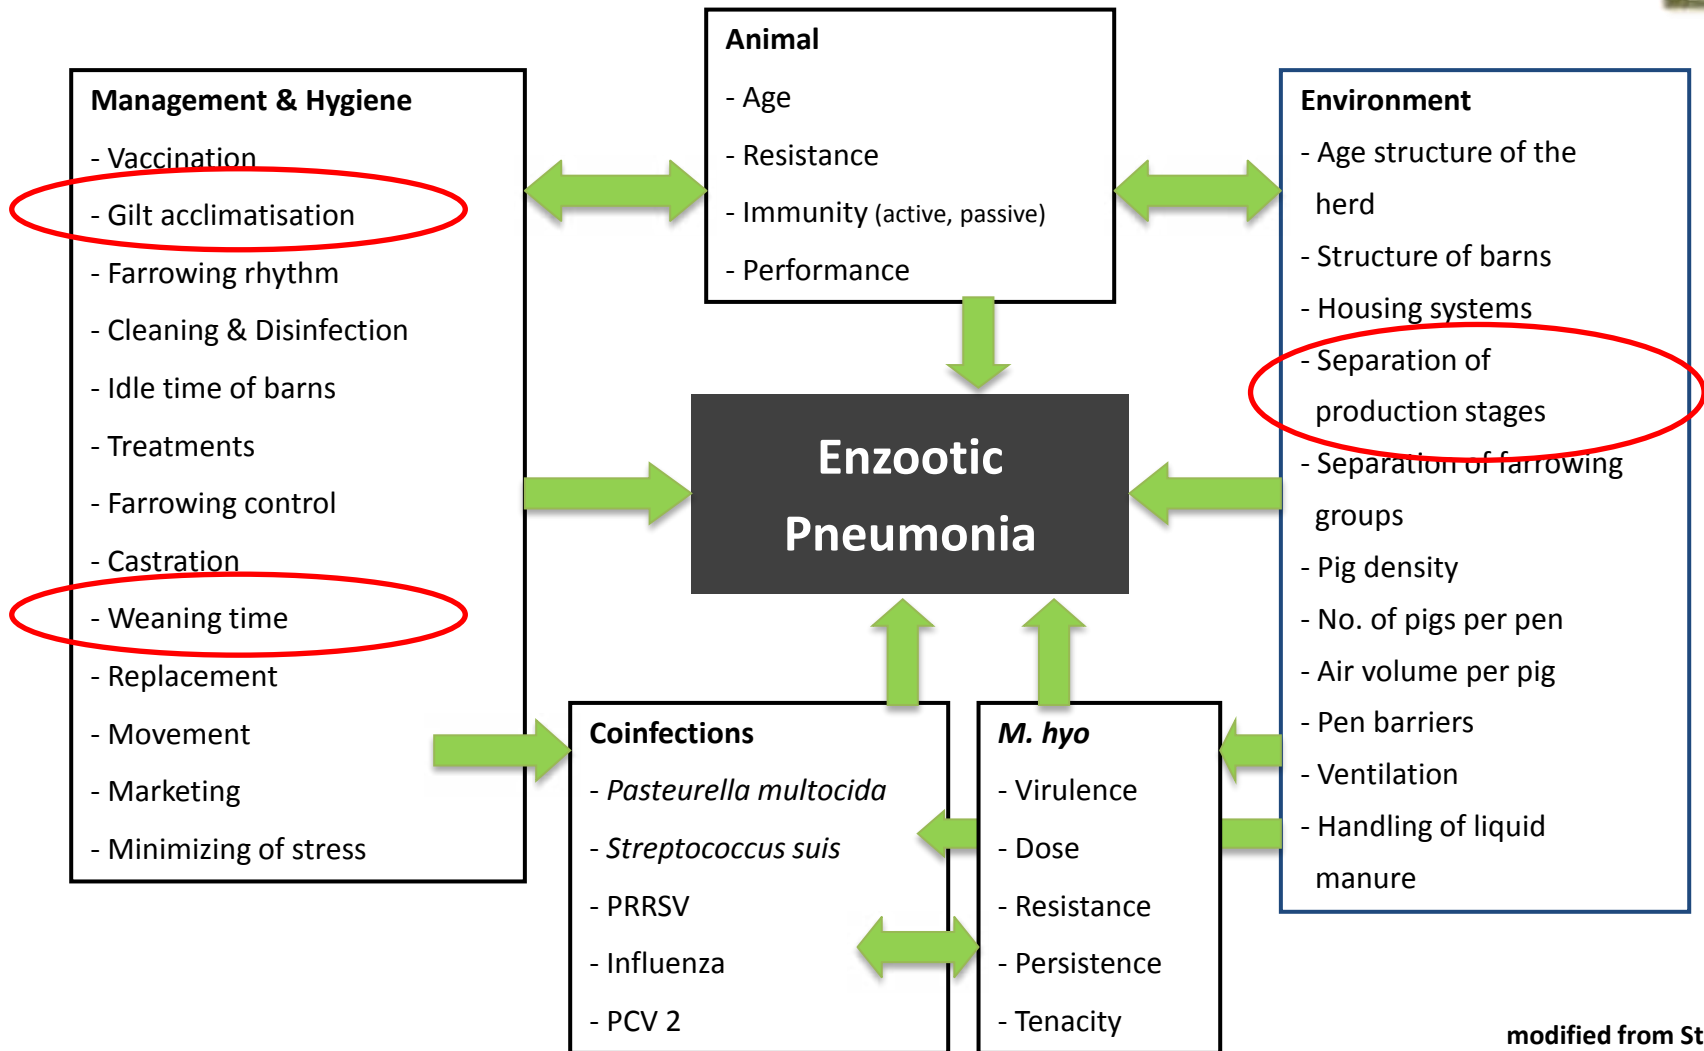 Animal
- Age
- Resistance
- Immunity (active, passive)
- Performance
Management & Hygiene
- Vaccination
- Gilt acclimatisation
- Farrowing rhythm
- Cleaning & Disinfection
- Idle time of barns
- Treatments
- Farrowing control
- Castration
- Weaning time
- Replacement
- Movement
- Marketing
- Minimizing of stress
Environment
- Age structure of the
herd
- Structure of barns
- Housing systems
- Separation of
production stages
- Separation of farrowing
groups
- Pig density
- No. of pigs per pen
- Air volume per pig
- Pen barriers
- Ventilation
- Handling of liquid
manure
Enzootic
Pneumonia
Coinfections
- Pasteurella multocida
- Streptococcus suis
- PRRSV
- Influenza
- PCV 2
M. hyo
- Virulence
- Dose
- Resistance
- Persistence
- Tenacity
modified from St